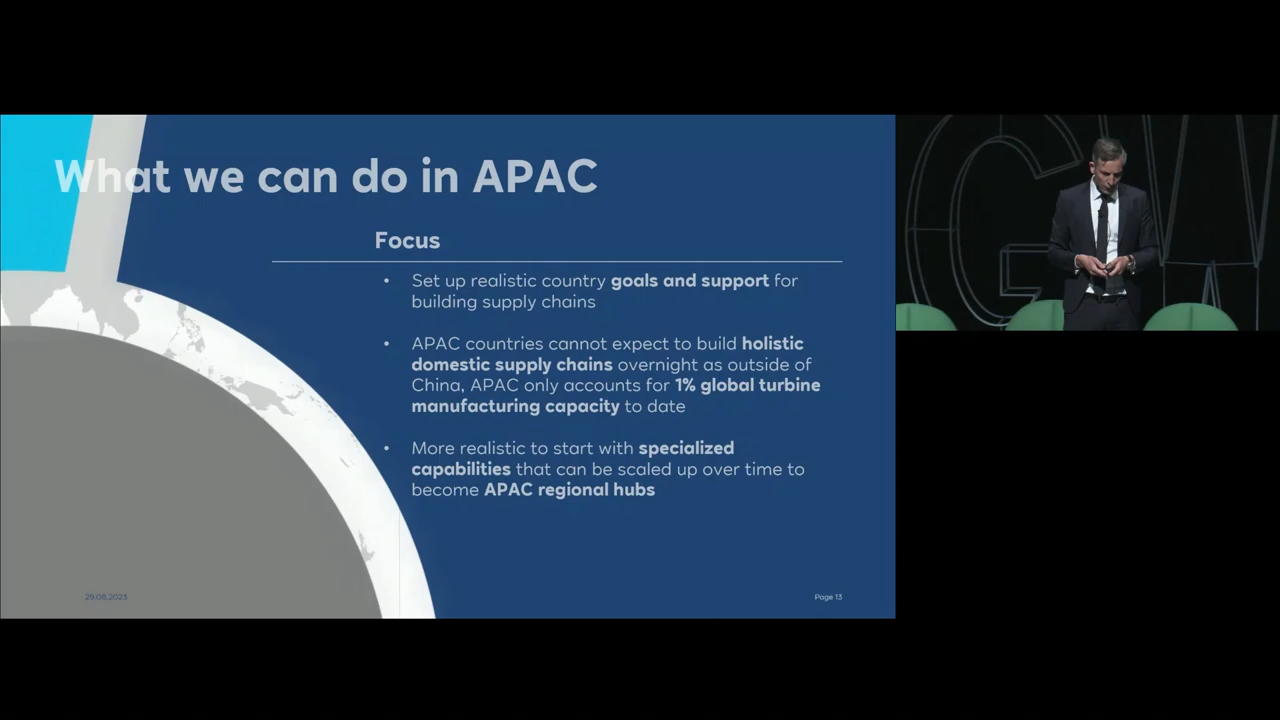 What we can do in APAC
Focus
• Set up realistic country goals and support for
building supply chains
• APAC countries cannot expect to build holistic
domestic supply chains overnight as outside of
China, APAC only accounts for 1% global turbine
manufacturing capacity to date
• More realistic to start with specialized
capabilities that can be scaled up over time to
become APAC regional hubs
29.08.2023
Page 13
GW